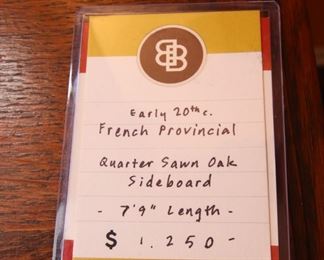 B B
Early 20th c.
French Provincial
Quarter Sawn Oak
Sideboard
- 7'9" Length -
$ 1,250-